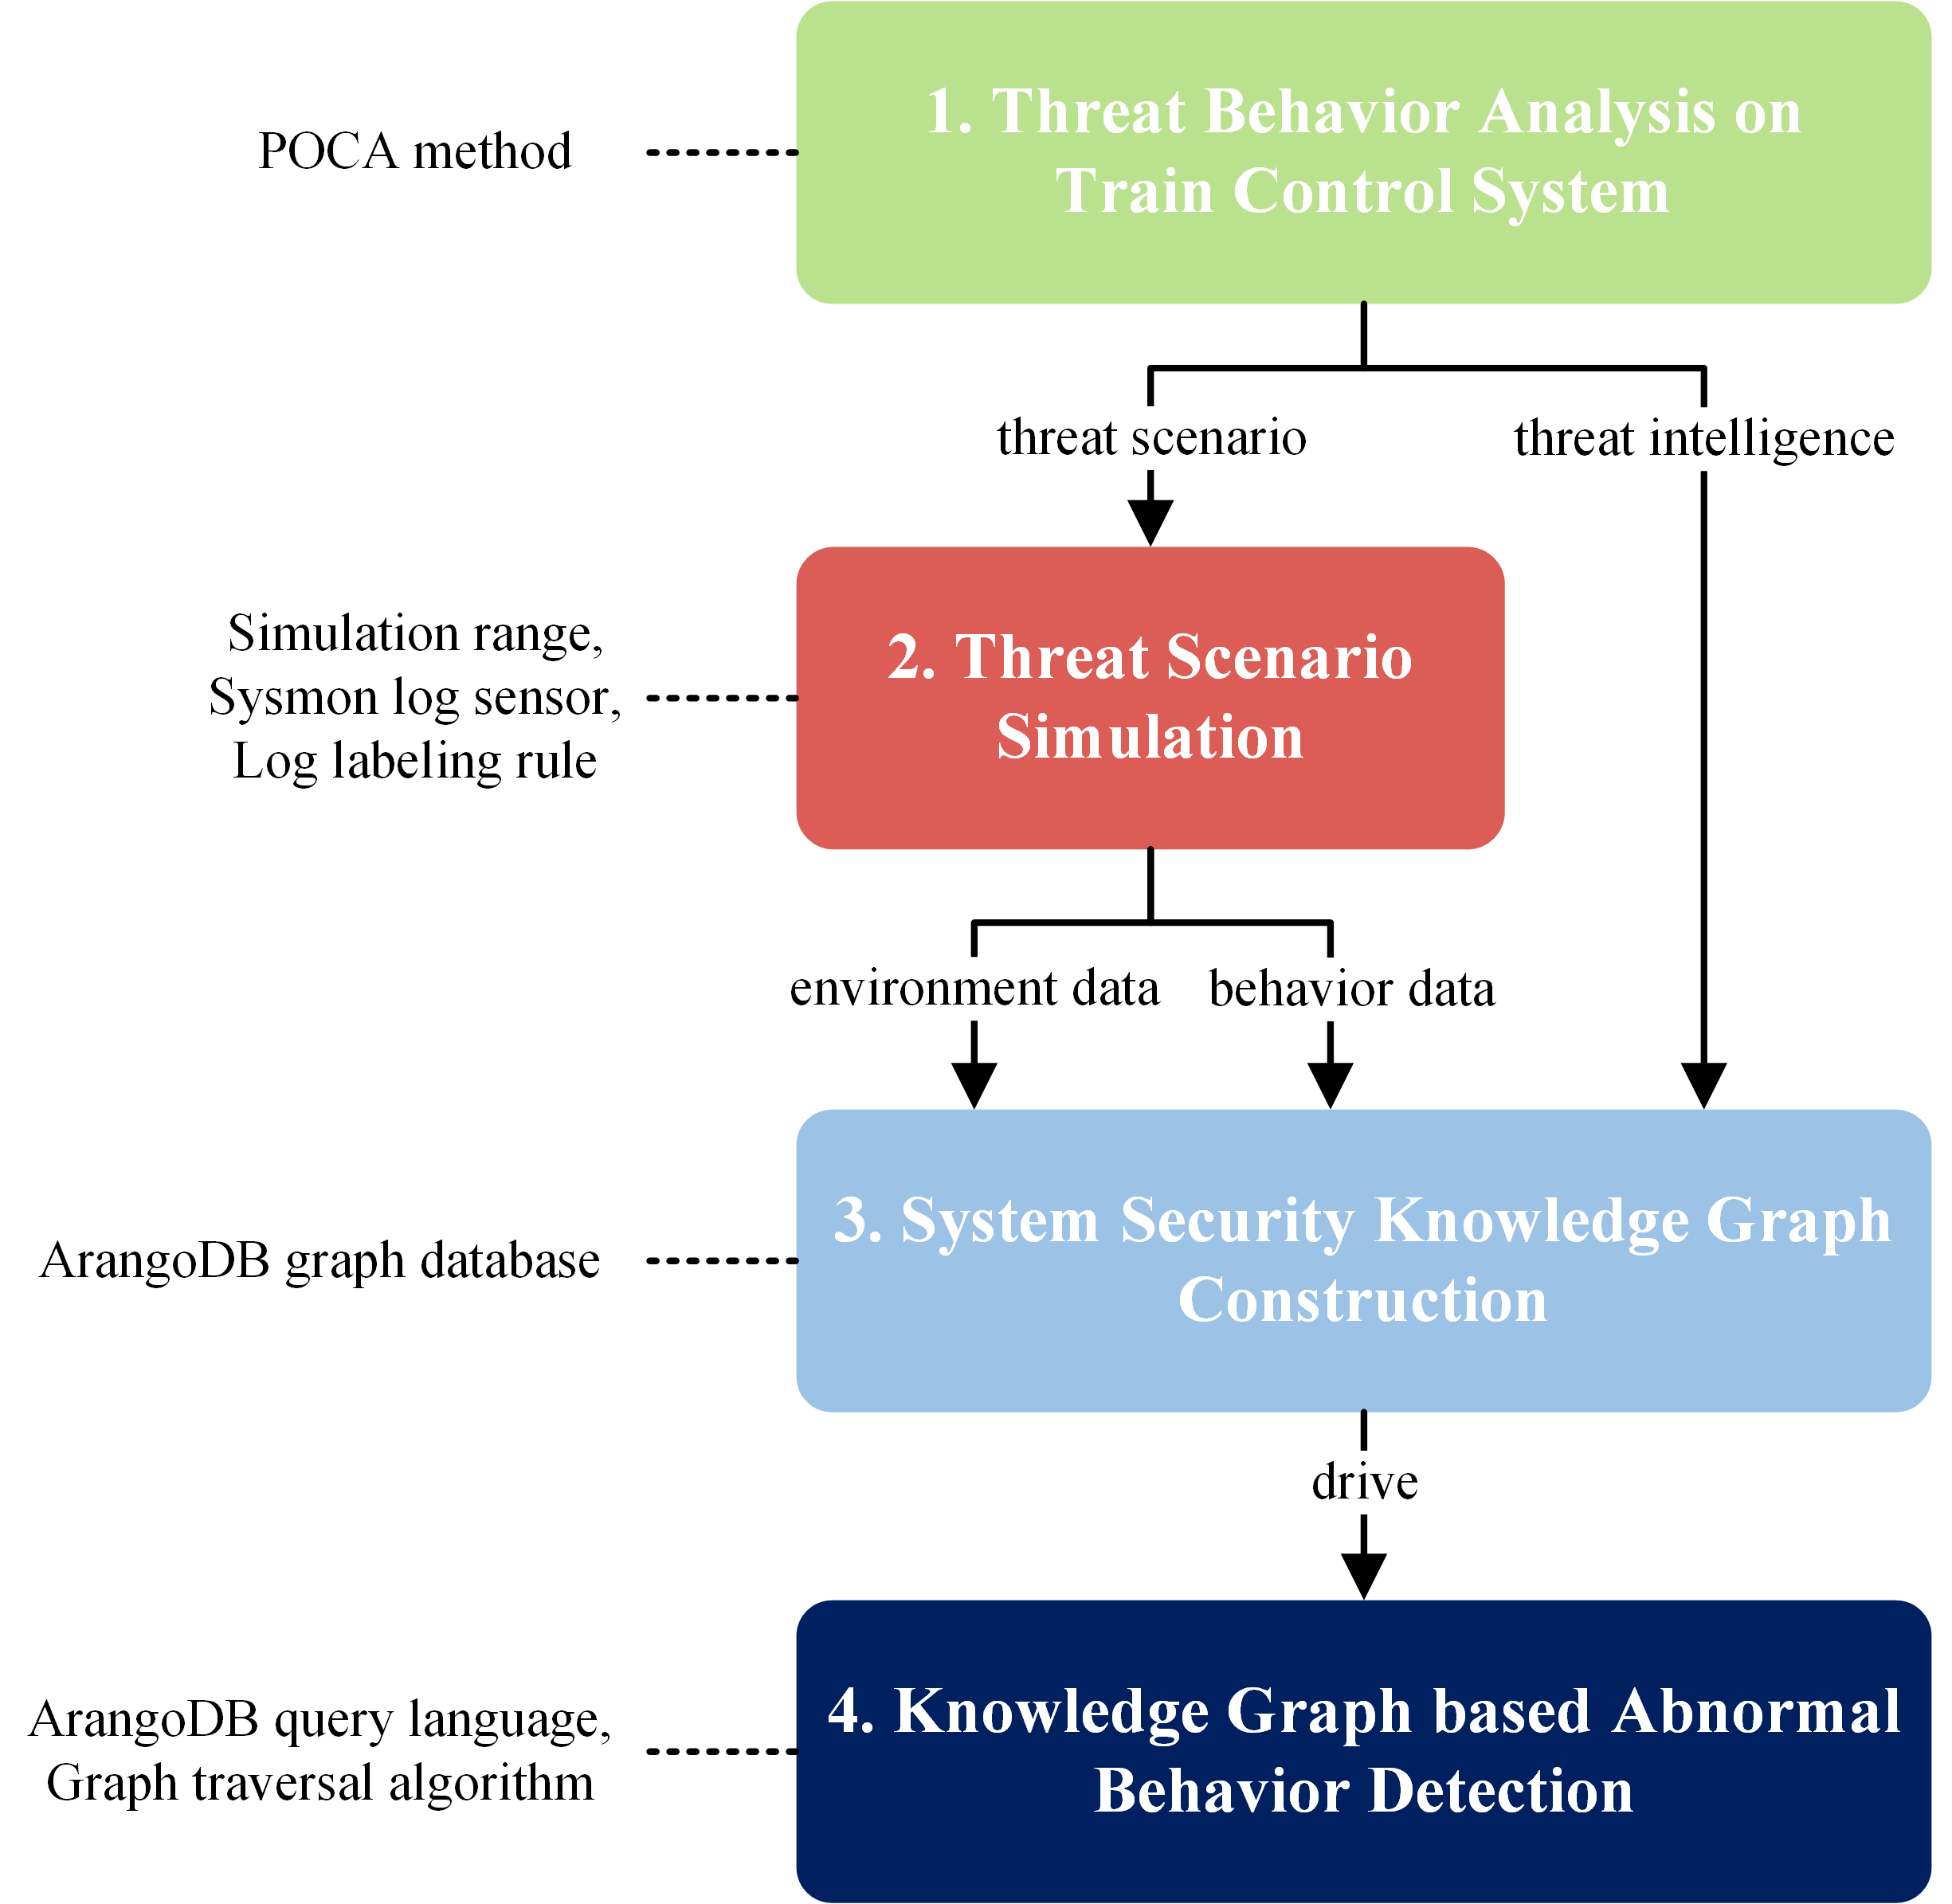 1. Threat Behavior Analysis on
Train Control System
POCA method
threat scenario
threat intelligence
2. Threat Scenario
Simulation
Simulation range,
Sysmon log sensor,
Log labeling rule
environment data
behavior data
3. System Security Knowledge Graph
Construction
ArangoDB graph database
drive
4. Knowledge Graph based Abnormal
Behavior Detection
ArangoDB query language,
Graph traversal algorithm